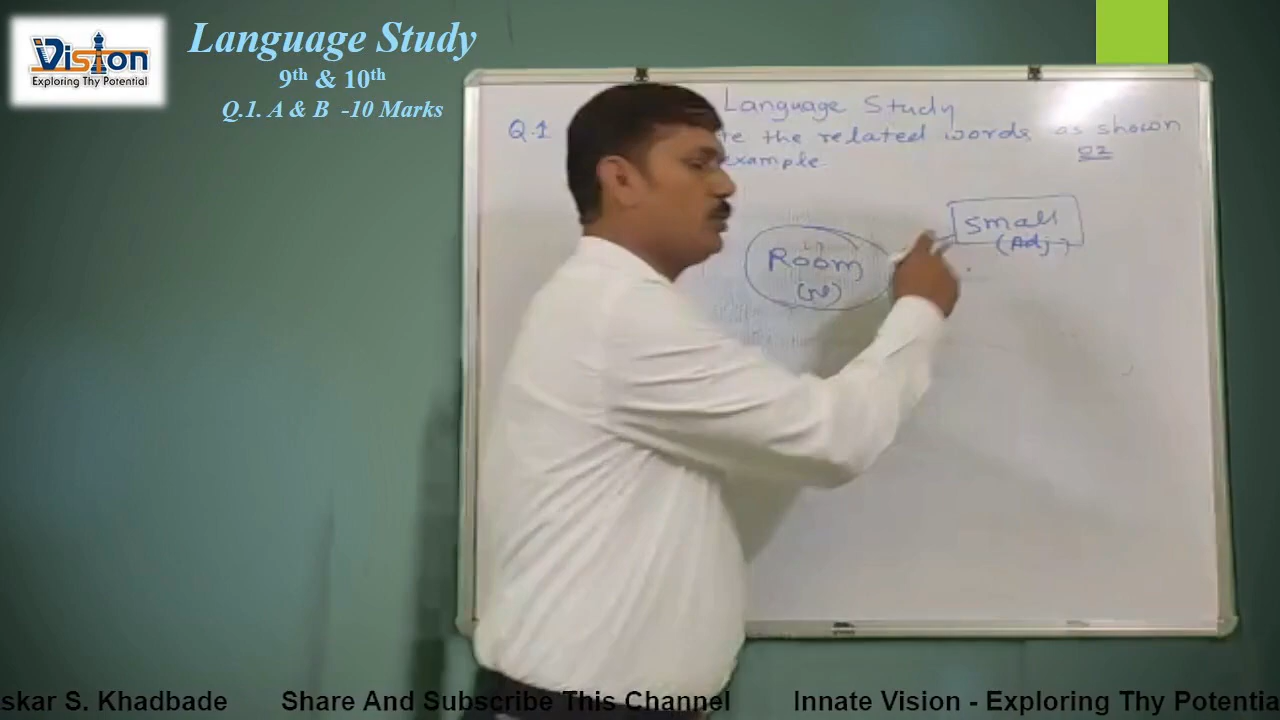 Vision
Exploring Thy Potential
Language Study
9th & 10th
Q.1. A & B -10 Marks
Language Study
Q.1 the related words as shown
example
02
small
(Adj)
Room
(N)
skar S. Khadbade Share And Subscribe This Channel Innate Vision - Exploring Thy Potentia